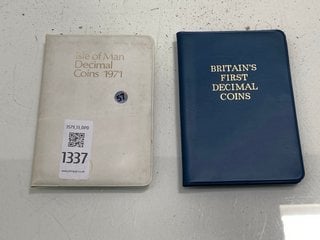 Isle of Man
Decimal
Coins 1971
1337
BRITAIN'S
FIRST
DECIMAL
COINS